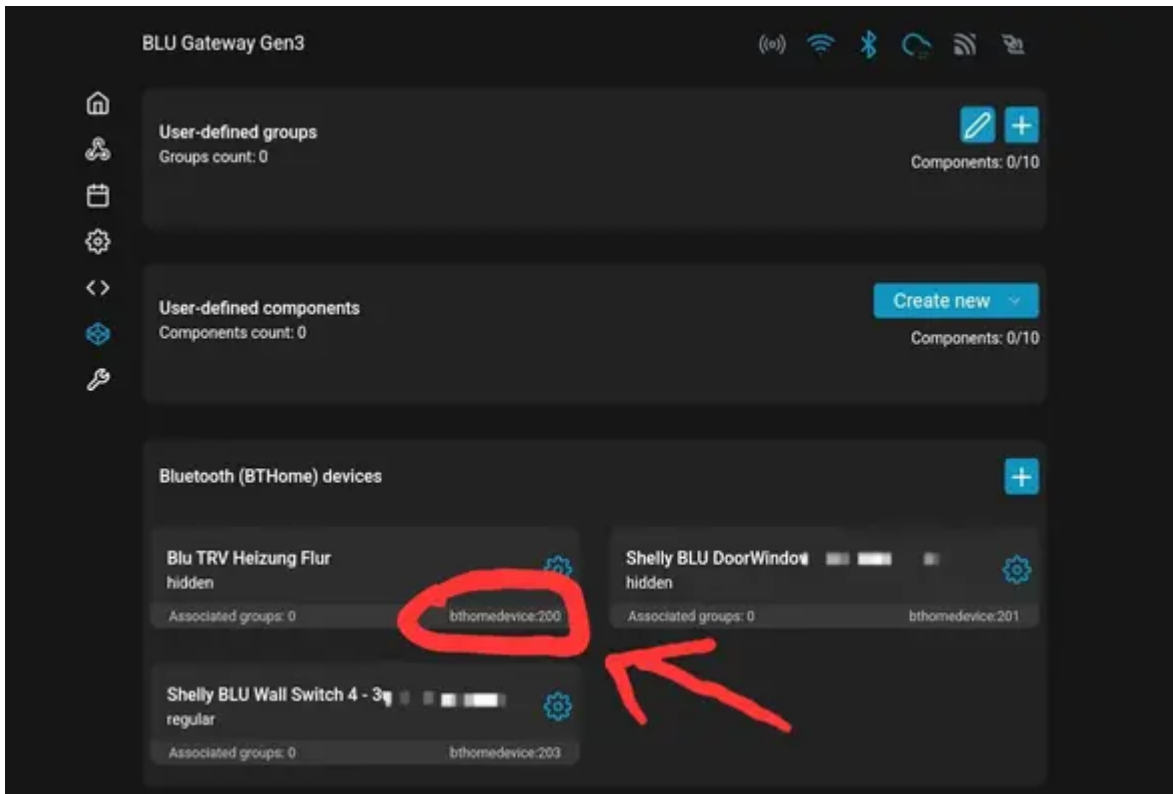 BLU Gateway Gen3
User-defined groups
Groups count: 0
Components: 0/10
User-defined components
Components count: 0
Create new
Components: 0/10
Bluetooth (BTHome) devices
Blu TRV Heizung Flur
hidden
Associated groups: 0
bthomedevice:200
Shelly BLU DoorWindow
hidden
Associated groups: 0
bthomedevice:201
Shelly BLU Wall Switch 4 - 3
regular
Associated groups: 0
bthomedevice:203